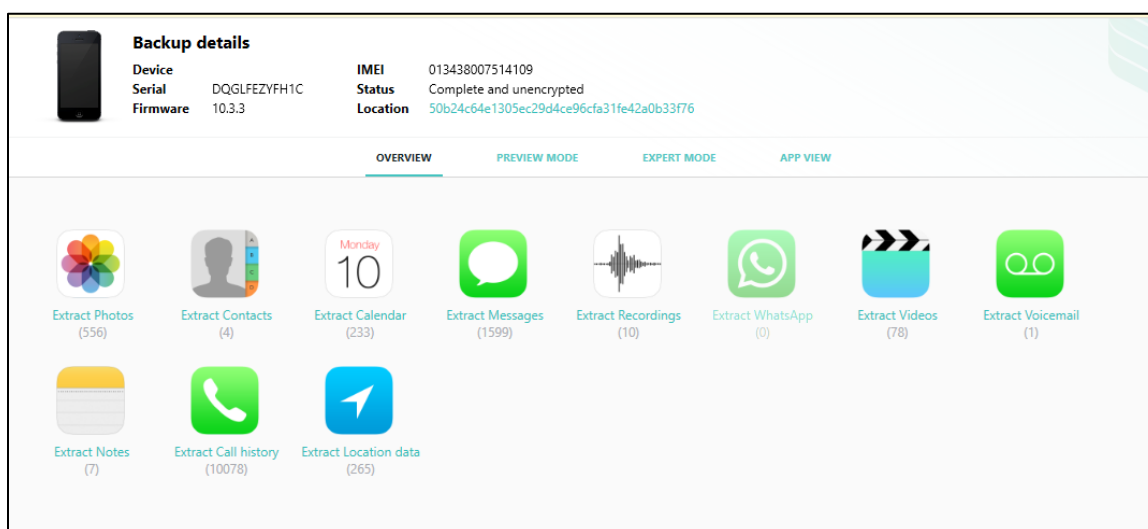 Backup details
Device IMEI 013438007514109
Serial DQGLFEZYFH1C Status Complete and unencrypted
Firmware 10.3.3 Location 50b24c64e1305ec29d4ce96cfa31fe42a0b33f76
OVERVIEW PREVIEW MODE EXPERT MODE APP VIEW
A
B
C
D
Monday
10
Extract Photos Extract Contacts Extract Calendar Extract Messages Extract Recordings Extract WhatsApp Extract Videos Extract Voicemail
(556) (4) (233) (1599) (10) (0) (78) (1)
Extract Notes Extract Call history Extract Location data
(7) (10078) (265)